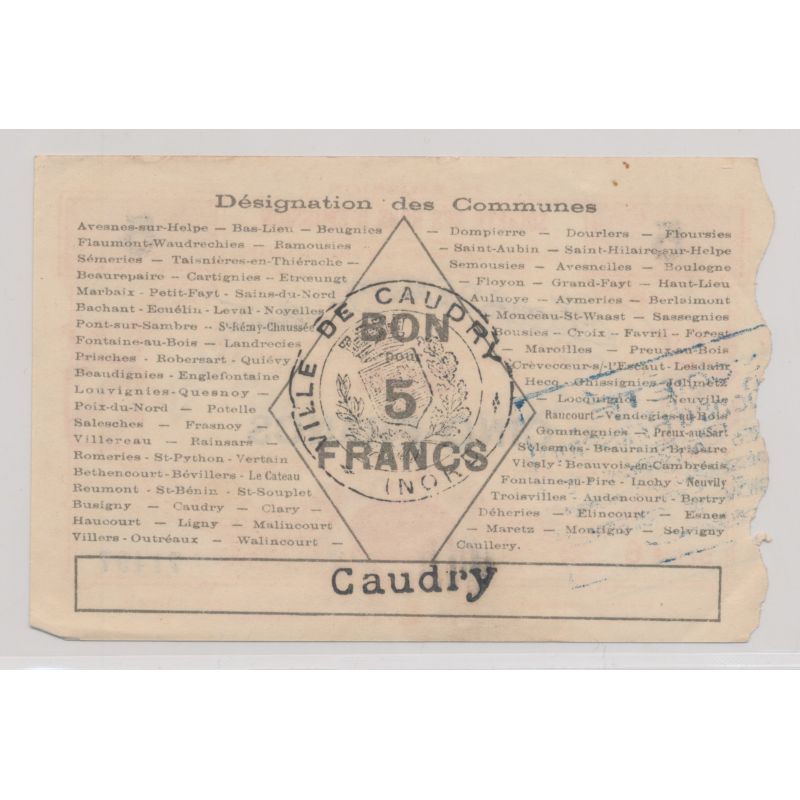 Désignation des Communes
Avesnes-sur-Helpe — Bas-Lieu — Beugnies — Dompierre — Dourlers — Floursies
Flaumont-Waudrechies — Ramousies — Saint-Aubin — Saint-Hilaire-sur-Helpe
Sémeries — Taisnières-en-Thiérache — Semousies — Avesnelles — Boulogne
Beaurepaire — Cartignies — Etrœungt — Floyon — Grand-Fayt — Haut-Lieu
Marbaix - Petit-Fayt - Sains-du-Nord Aulnoye — Aymeries — Berlaimont
Bachant - Ecuélin - Leval - Noyelles Monceau-St-Waast — Sassegnies
Pont-sur-Sambre — St-Rémy-Chaussée Bousies — Croix — Favril — Forest
Fontaine-au-Bois — Landrecies — Maroilles — Preux-au-Bois
Prisches - Robersart - Quiévy Crèvecœur-s/-l'Escaut-Lesdain
Beaudignies - Englefontaine Hecq - Ghissignies - Jolimetz
Louvignies-Quesnoy — Locquignol — Neuville
Poix-du-Nord — Potelle Raucourt - Vendegies-au-Bois
Salesches — Frasnoy — Gommegnies — Preux-au-Sart
Villereau — Rainsars — Solesmes - Beaurain - Briastre
Romeries - St-Python - Vertain Viesly - Beauvois-en-Cambrésis
Bethencourt - Bévillers - Le Cateau Fontaine-au-Pire - Inchy - Neuvily
Reumont - St-Bénin - St-Souplet Troisvilles - Audencourt - Bertry
Busigny — Caudry — Clary — Déheries — Elincourt — Esnes
Haucourt — Ligny — Malincourt — Maretz — Montigny — Selvigny
Villers-Outréaux — Walincourt — Caullery.
VILLE DE CAUDRY
BON
pour
5
FRANCS
Caudry